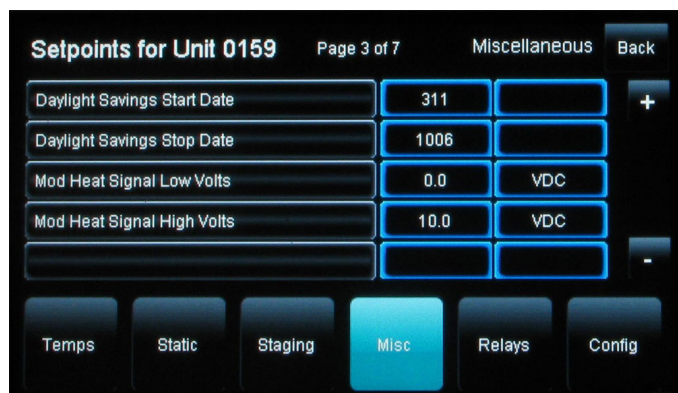 Setpoints for Unit 0159 Page 3 of 7 Miscellaneous Back
Daylight Savings Start Date 311 +
Daylight Savings Stop Date 1006
Mod Heat Signal Low Volts 0.0 VDC
Mod Heat Signal High Volts 10.0 VDC
-
Temps Static Staging Misc Relays Config